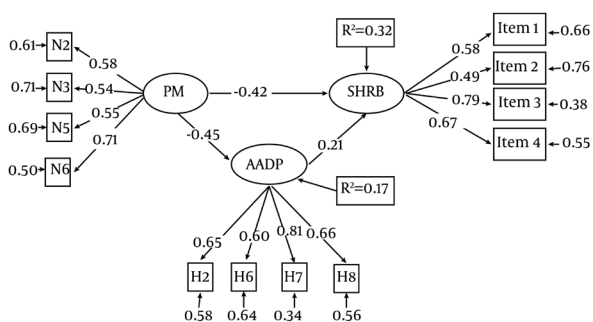 R²=0.32
Item 1
0.66
0.61
N2
0.58
0.58
Item 2
0.76
0.49
0.71
N3
0.54
PM
-0.42
SHRB
0.79
Item 3
0.38
0.55
0.67
0.69
N5
0.71
-0.45
0.21
Item 4
0.55
0.50
N6
AADP
R²=0.17
0.65
0.60
0.81
0.66
H2
H6
H7
H8
0.58
0.64
0.34
0.56